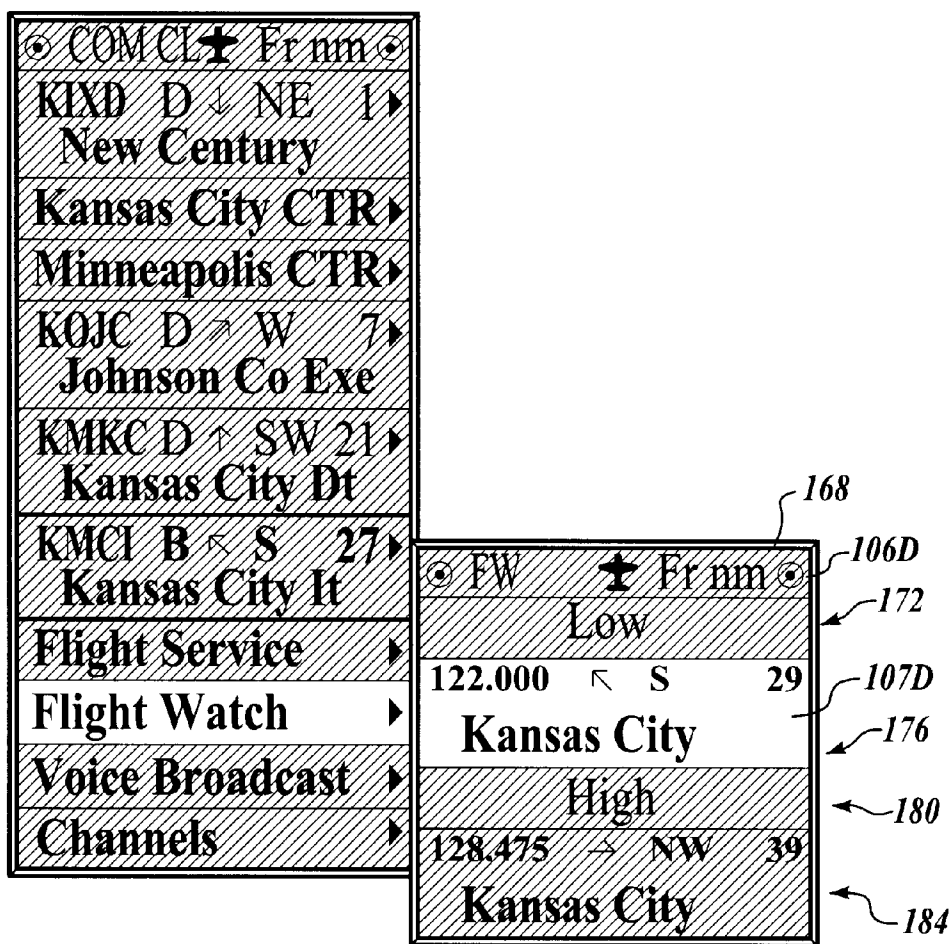 COM CL Fr nm
KIXD D ↓ NE 1
New Century
Kansas City CTR
Minneapolis CTR
KOJC D ↗ W 7
Johnson Co Exe
KMKC D ↑ SW 21
Kansas City Dt
KMCI B ↖ S 27
Kansas City It
Flight Service
Flight Watch
Voice Broadcast
Channels
168
106D
FW Fr nm
172
Low
122.000 ↖ S 29
107D
Kansas City
176
High
180
128.475 → NW 39
Kansas City
184